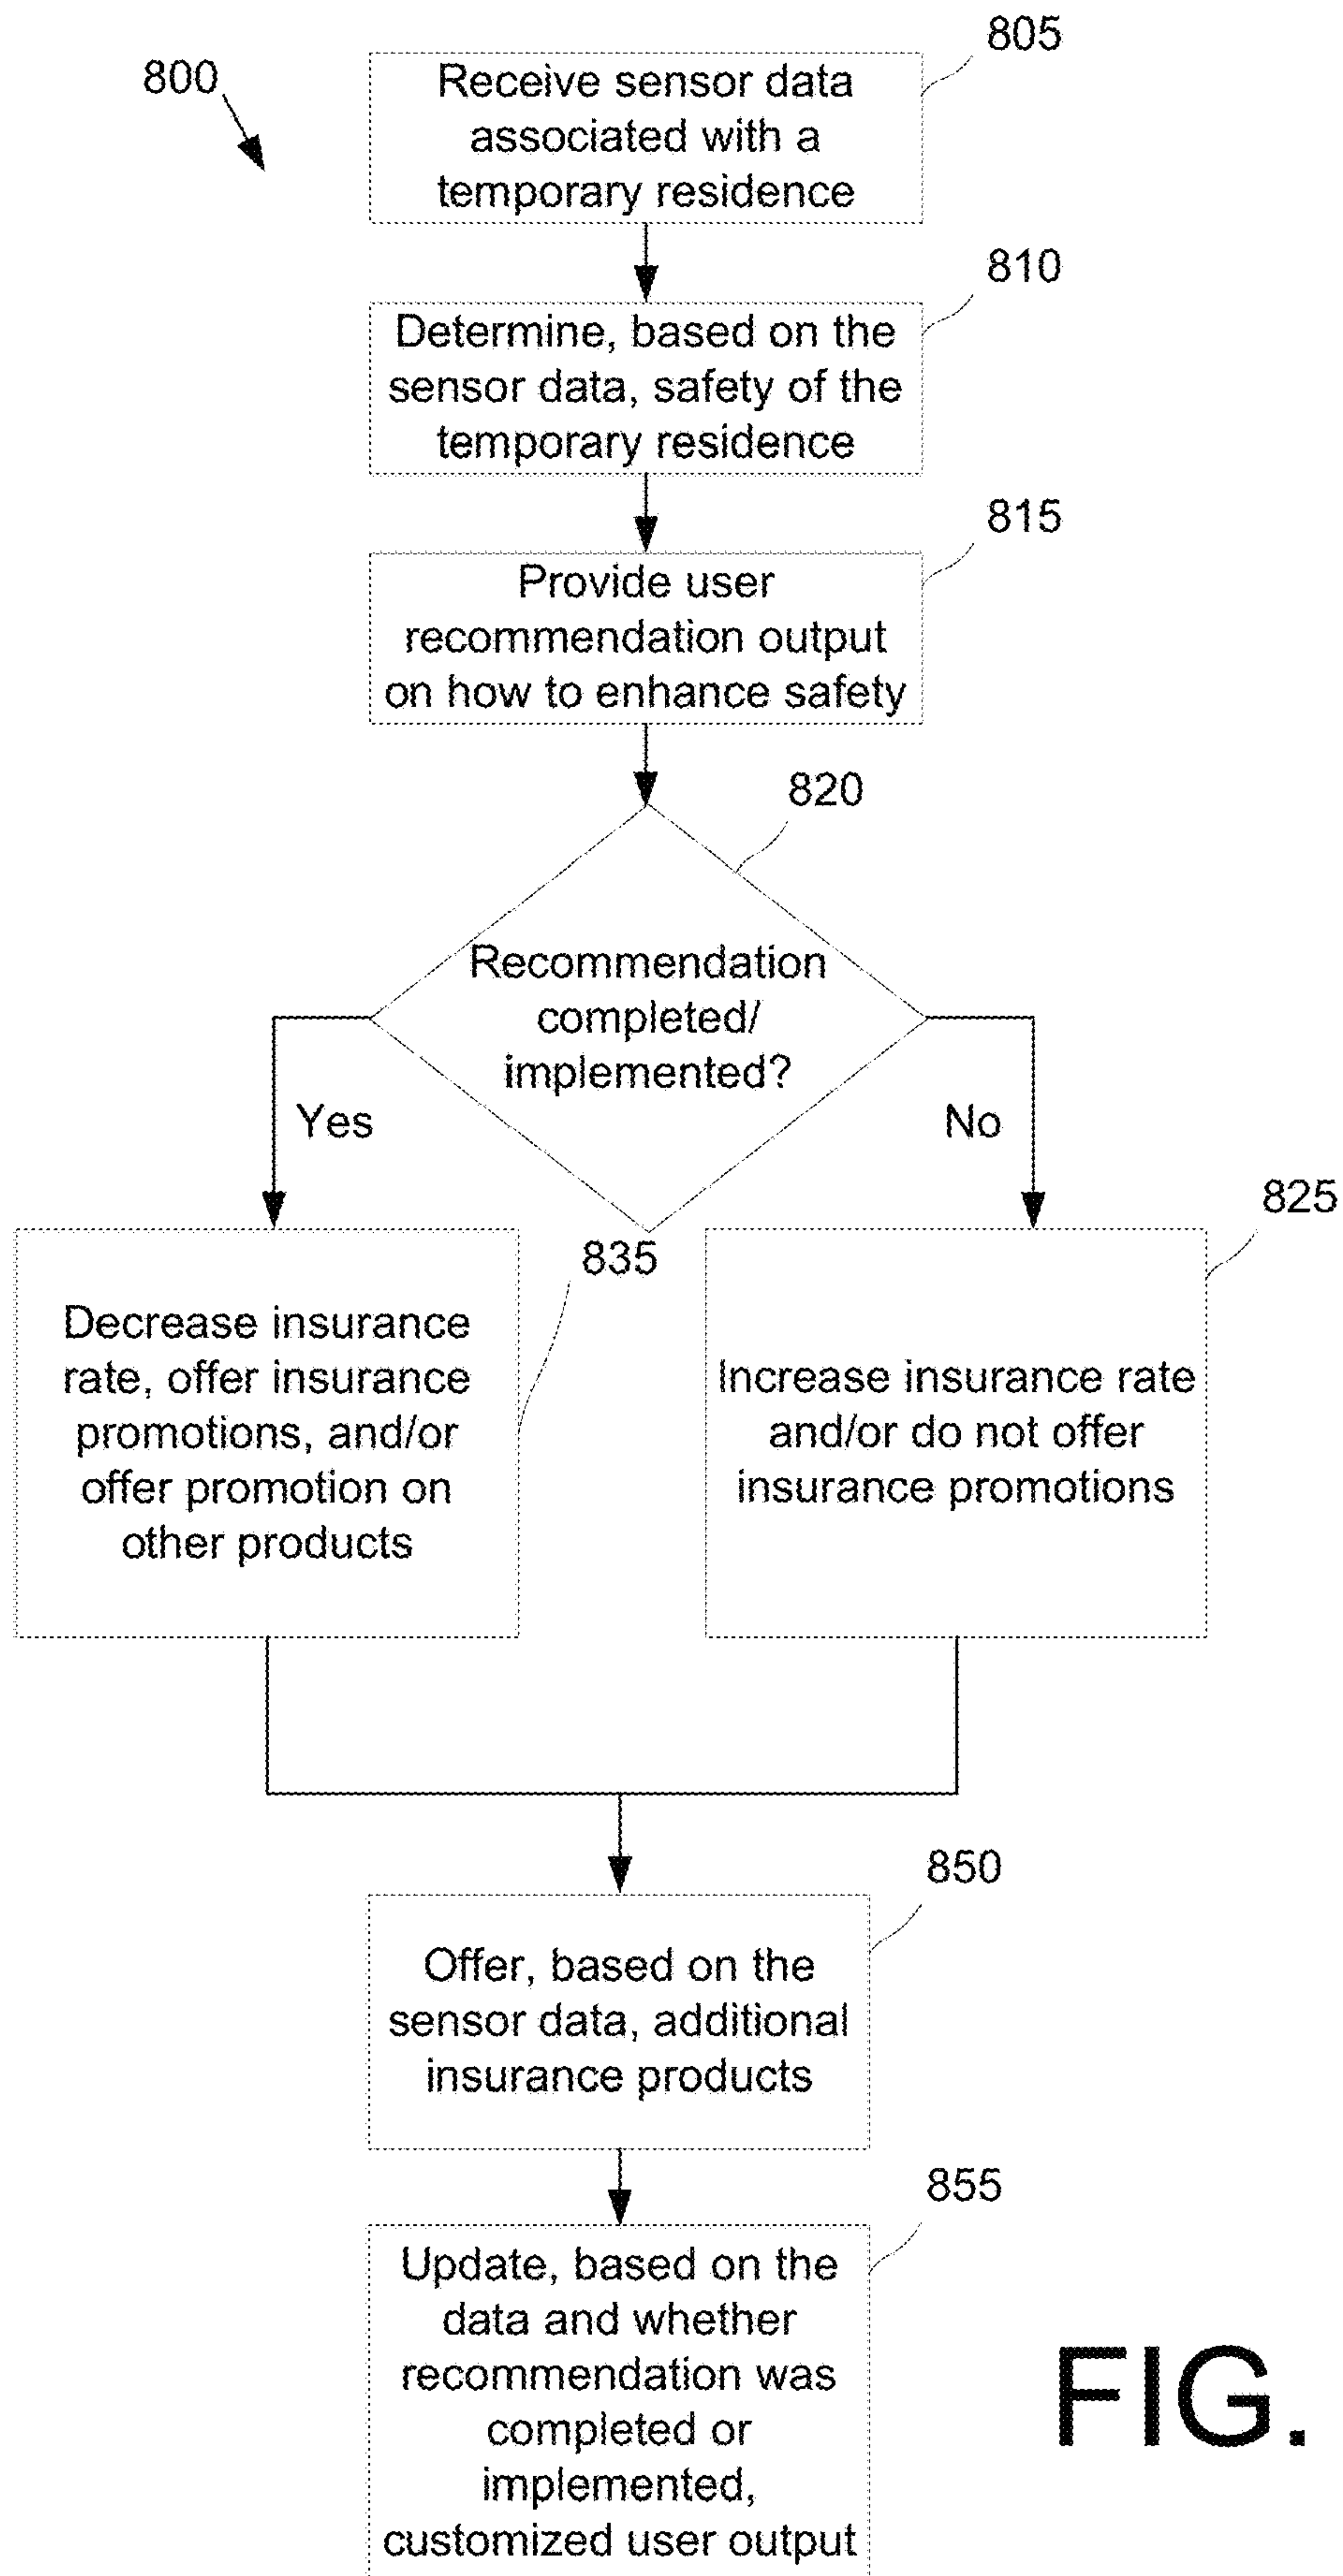 800
805
Receive sensor data
associated with a
temporary residence
810
Determine, based on the
sensor data, safety of the
temporary residence
815
Provide user
recommendation output
on how to enhance safety
820
Recommendation
completed/
implemented?
Yes
No
835
Decrease insurance
rate, offer insurance
promotions, and/or
offer promotion on
other products
825
Increase insurance rate
and/or do not offer
insurance promotions
850
Offer, based on the
sensor data, additional
insurance products
855
Update, based on the
data and whether
recommendation was
completed or
implemented,
customized user output
FIG.